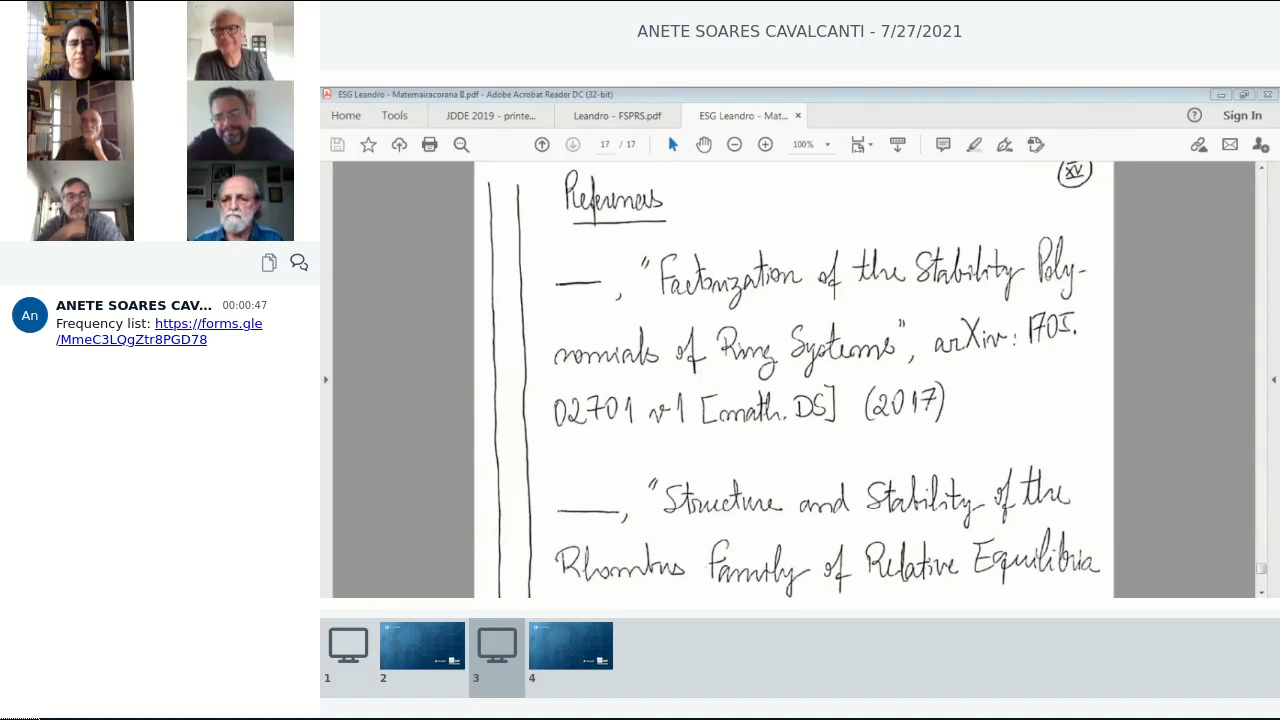 ANETE SOARES CAVALCANTI - 7/27/2021
ESG Leandro - Matemairacorana II.pdf - Adobe Acrobat Reader DC (32-bit)
Home Tools JDDE 2019 - printe... Leandro - FSPRS.pdf ESG Leandro - Mat... × Sign In
17 / 17 100%
XV
References
An ANETE SOARES CAV... 00:00:47
Frequency list: https://forms.gle
/MmeC3LQgZtr8PGD78
—, "Factorization of the Stability Poly-
nomials of Ring Systems", arXiv: 1701.
02701 v1 [math.DS] (2017)
—, "Structure and Stability of the
Rhombus Family of Relative Equilibria
1 2 3 4